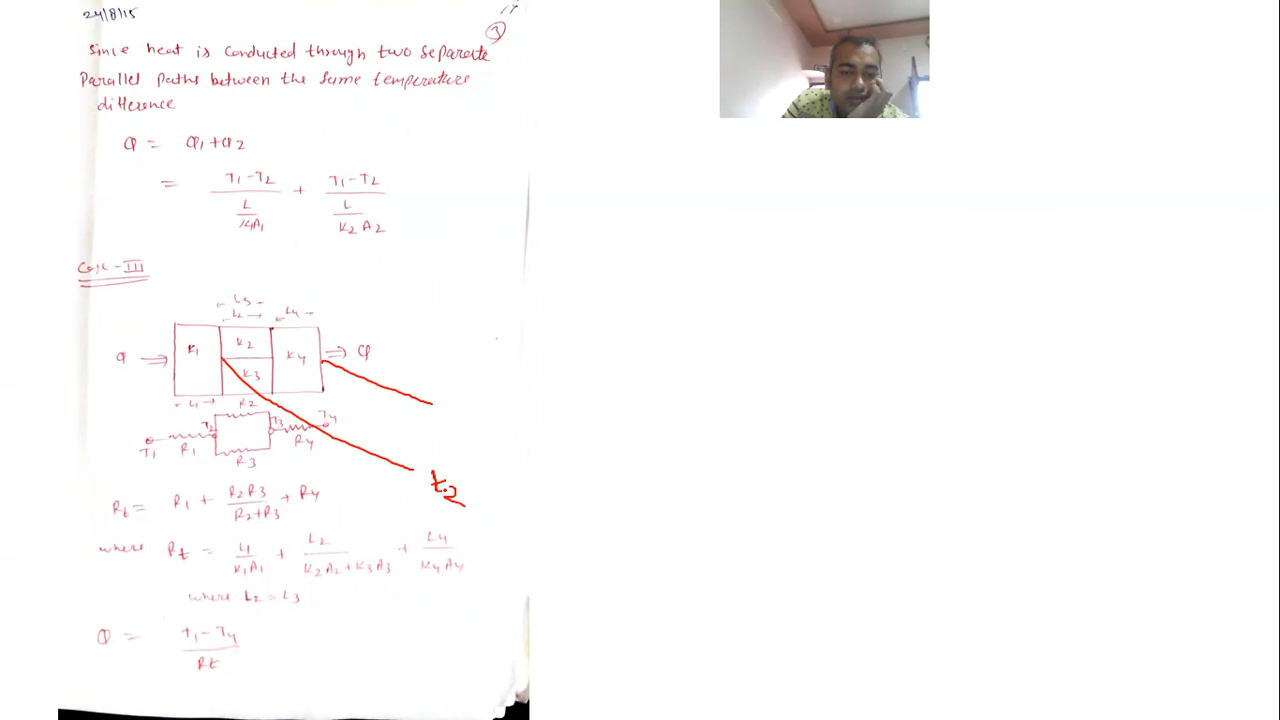 24/8/15
3
Since heat is conducted through two separate
Parallel paths between the same temperature
difference
Q = Q1+Q2
= T1-T2 / (L / K1A1) + T1-T2 / (L / K2A2)
Case-III
L3
L2 L4
Q ⇒ K1 K2 K3 K4 ⇒ Q
L1 R2
T1 R1 T2 T3 R4 T4
R3
t2
Rt = R1 + R2R3 / R2+R3 + R4
where Rt = L1 / K1A1 + L2 / K2A2+K3A3 + L4 / K4A4
where L2 = L3
Q = T1-T4 / Rt